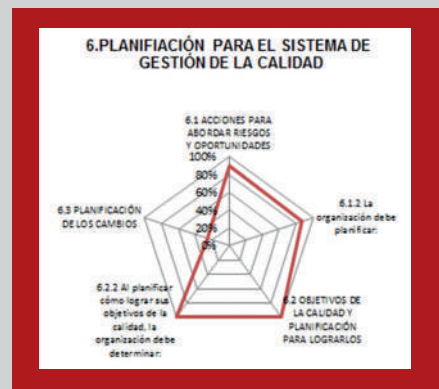 6.PLANIFIACIÓN PARA EL SISTEMA DE
GESTIÓN DE LA CALIDAD
6.1 ACCIONES PARA
ABORDAR RIESGOS
Y OPORTUNIDADES
100%
80%
60%
40%
20%
0%
6.1.2 La
organización debe
planificar:
6.2 OBJETIVOS DE
LA CALIDAD Y
PLANIFICACIÓN
PARA LOGRARLOS
6.2.2 Al planificar
cómo lograr sus
objetivos de la
calidad, la
organización debe
determinar:
6.3 PLANIFICACIÓN
DE LOS CAMBIOS